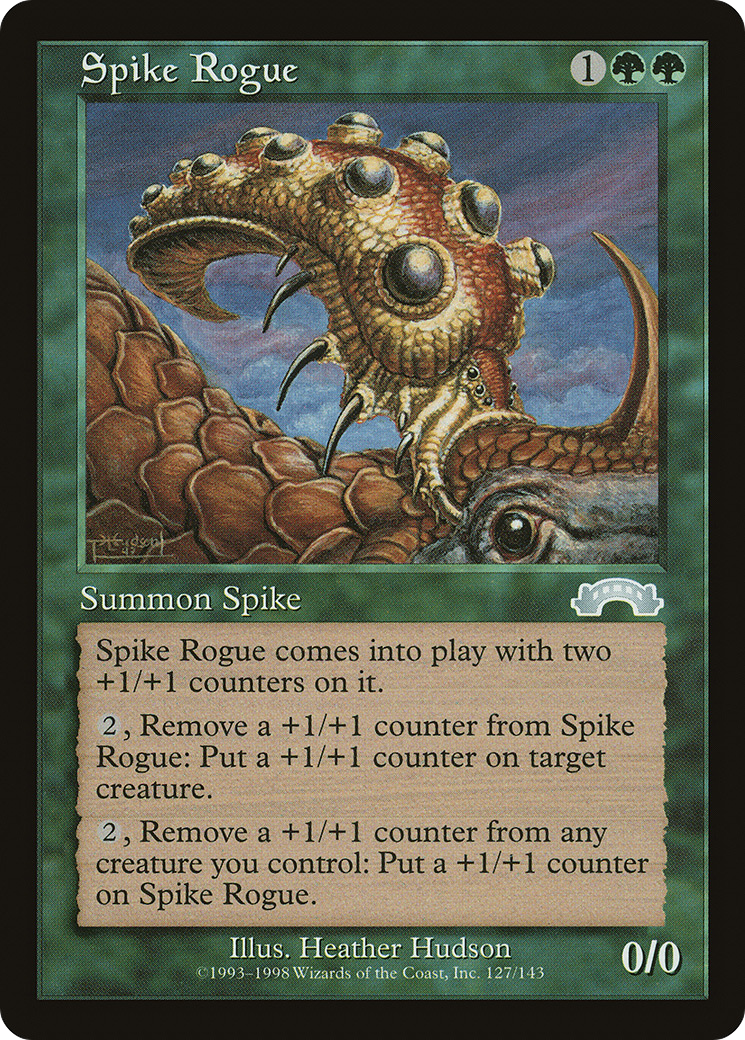 Spike Rogue 1
Hudson
Summon Spike
Spike Rogue comes into play with two
+1/+1 counters on it.
2, Remove a +1/+1 counter from Spike
Rogue: Put a +1/+1 counter on target
creature.
2, Remove a +1/+1 counter from any
creature you control: Put a +1/+1 counter
on Spike Rogue.
Illus. Heather Hudson
©1993–1998 Wizards of the Coast, Inc. 127/143
0/0